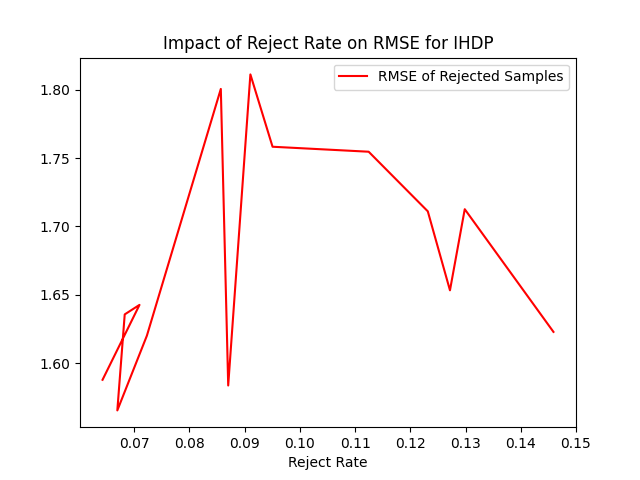 Impact of Reject Rate on RMSE for IHDP
RMSE of Rejected Samples
1.80
1.75
1.70
1.65
1.60
0.07 0.08 0.09 0.10 0.11 0.12 0.13 0.14 0.15
Reject Rate